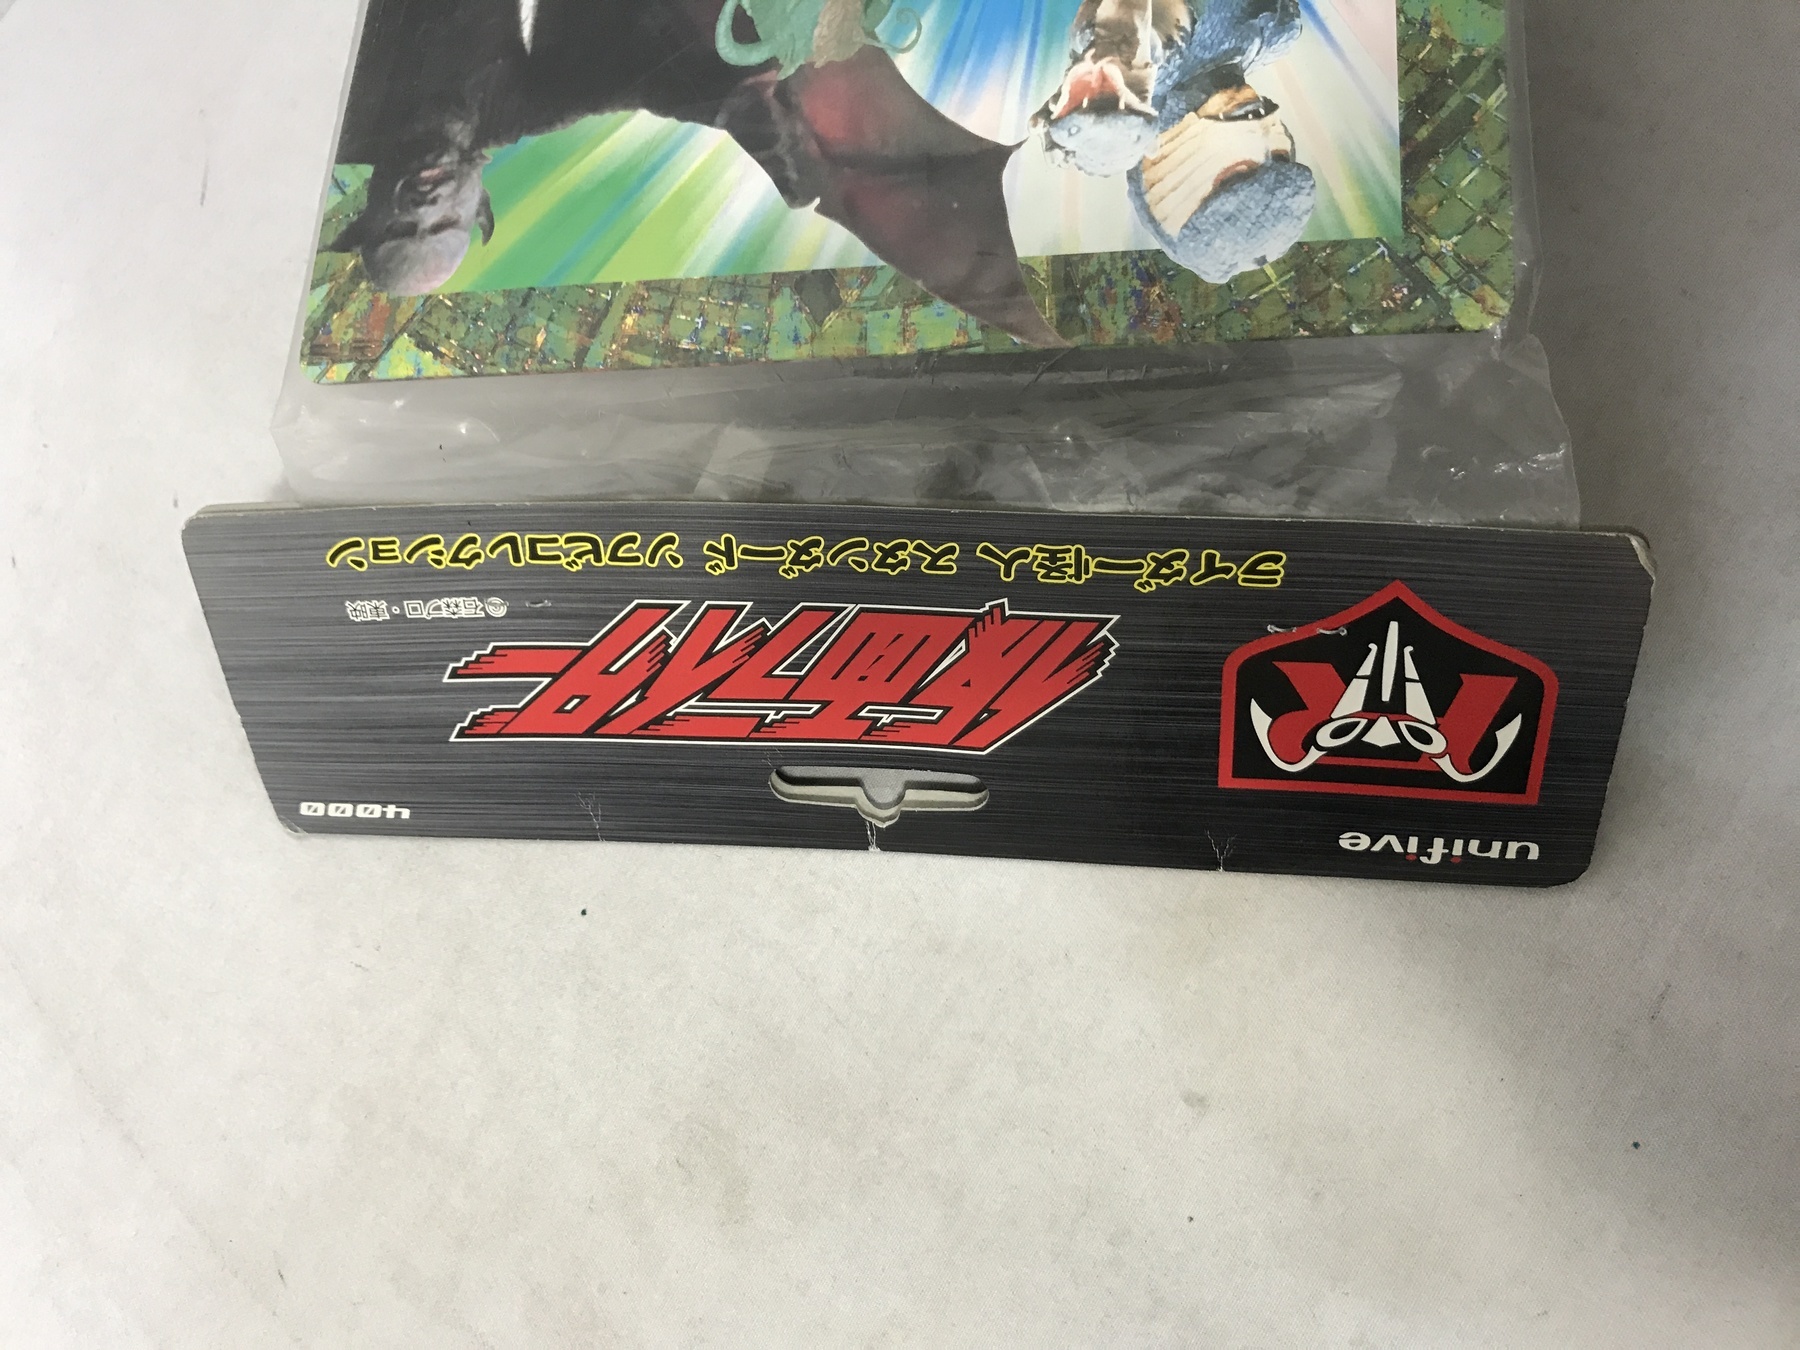 unifive
4000
仮面ライダー
©石森プロ・東映
ライダー怪人 スタンダード ソフビコレクション